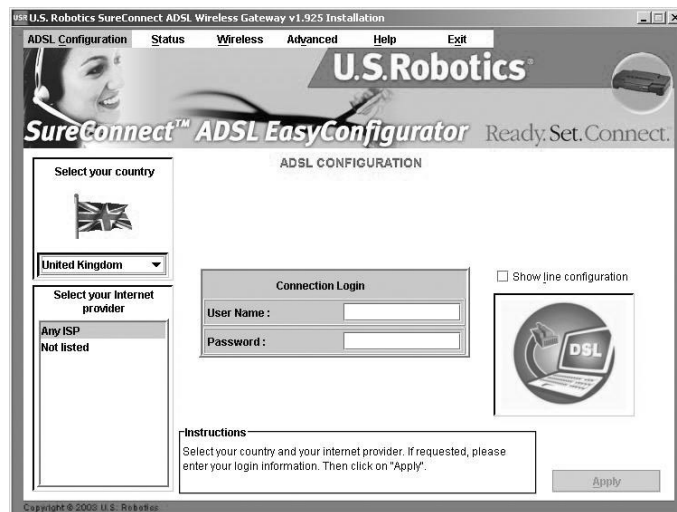 USR U.S. Robotics SureConnect ADSL Wireless Gateway v1.925 Installation
ADSL Configuration Status Wireless Advanced Help Exit
U.S.Robotics®
SureConnect™ ADSL EasyConfigurator Ready. Set. Connect.
ADSL CONFIGURATION
Select your country
United Kingdom
Select your Internet
provider
Any ISP
Not listed
Connection Login
User Name :
Password :
Show line configuration
DSL
Instructions
Select your country and your internet provider. If requested, please
enter your login information. Then click on "Apply".
Apply
Copyright © 2003 U.S. Robotics